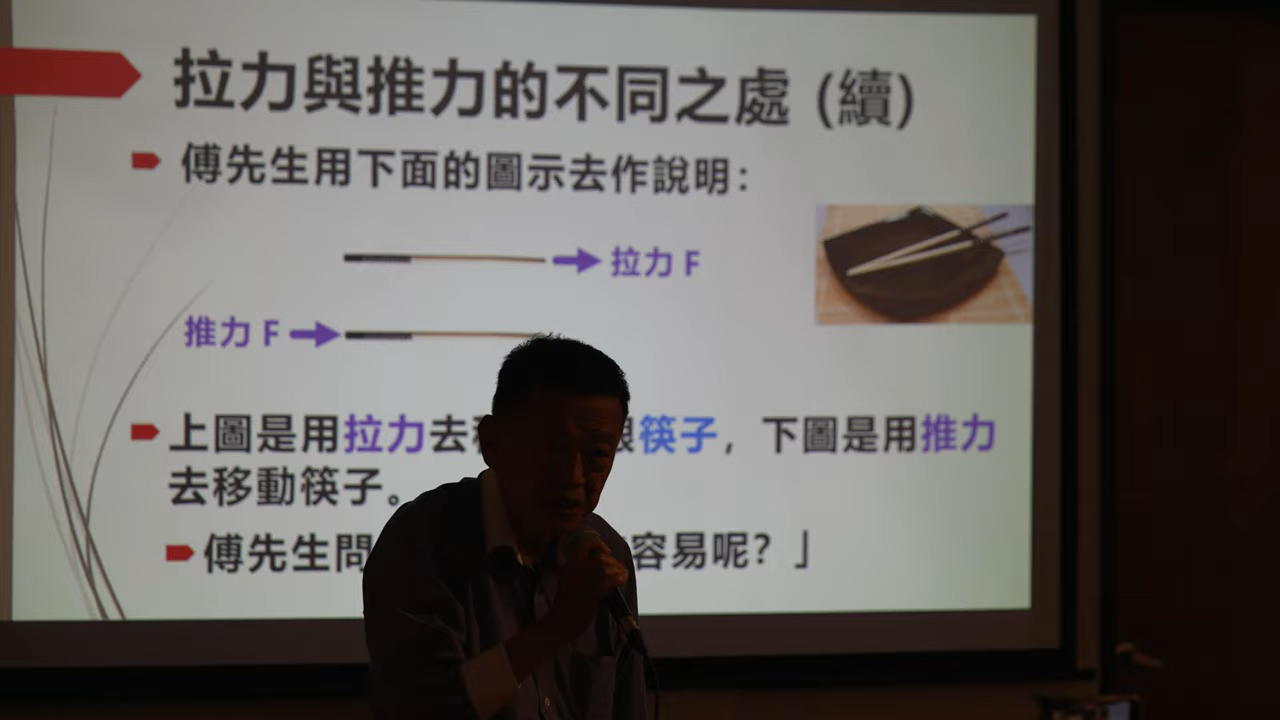 拉力與推力的不同之處 (續)
傅先生用下面的圖示去作說明：
拉力 F
推力 F
上圖是用拉力去 筷子，下圖是用推力
去移動筷子。
傅先生問 容易呢？」